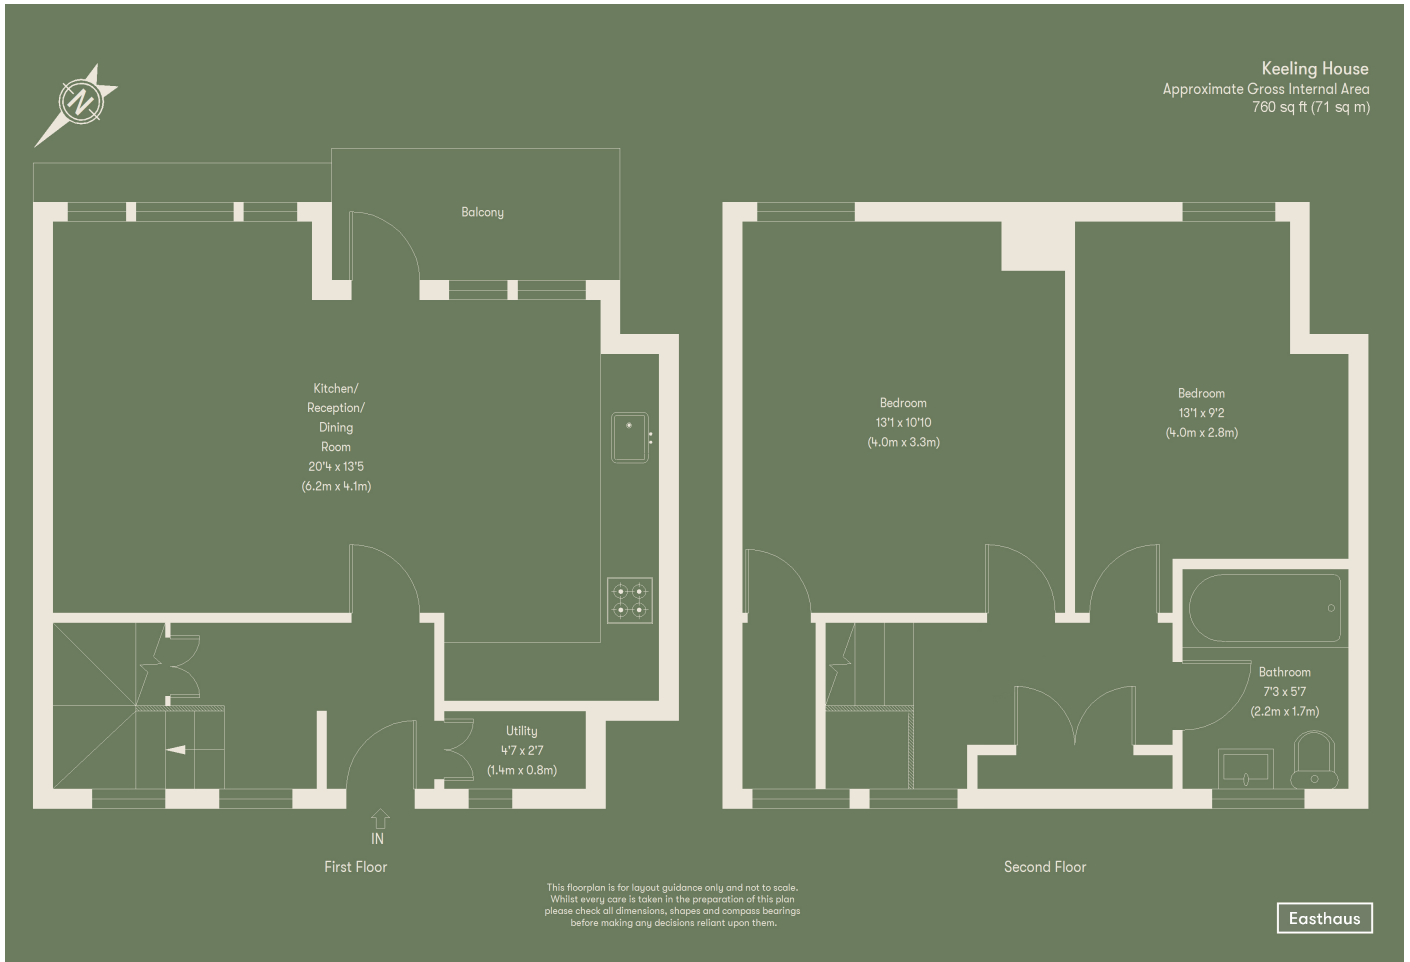 N
Keeling House
Approximate Gross Internal Area
760 sq ft (71 sq m)
Balcony
Kitchen/
Reception/
Dining
Room
20'4 x 13'5
(6.2m x 4.1m)
Bedroom
13'1 x 10'10
(4.0m x 3.3m)
Bedroom
13'1 x 9'2
(4.0m x 2.8m)
Utility
4'7 x 2'7
(1.4m x 0.8m)
Bathroom
7'3 x 5'7
(2.2m x 1.7m)
IN
First Floor
Second Floor
This floorplan is for layout guidance only and not to scale.
Whilst every care is taken in the preparation of this plan
please check all dimensions, shapes and compass bearings
before making any decisions reliant upon them.
Easthaus